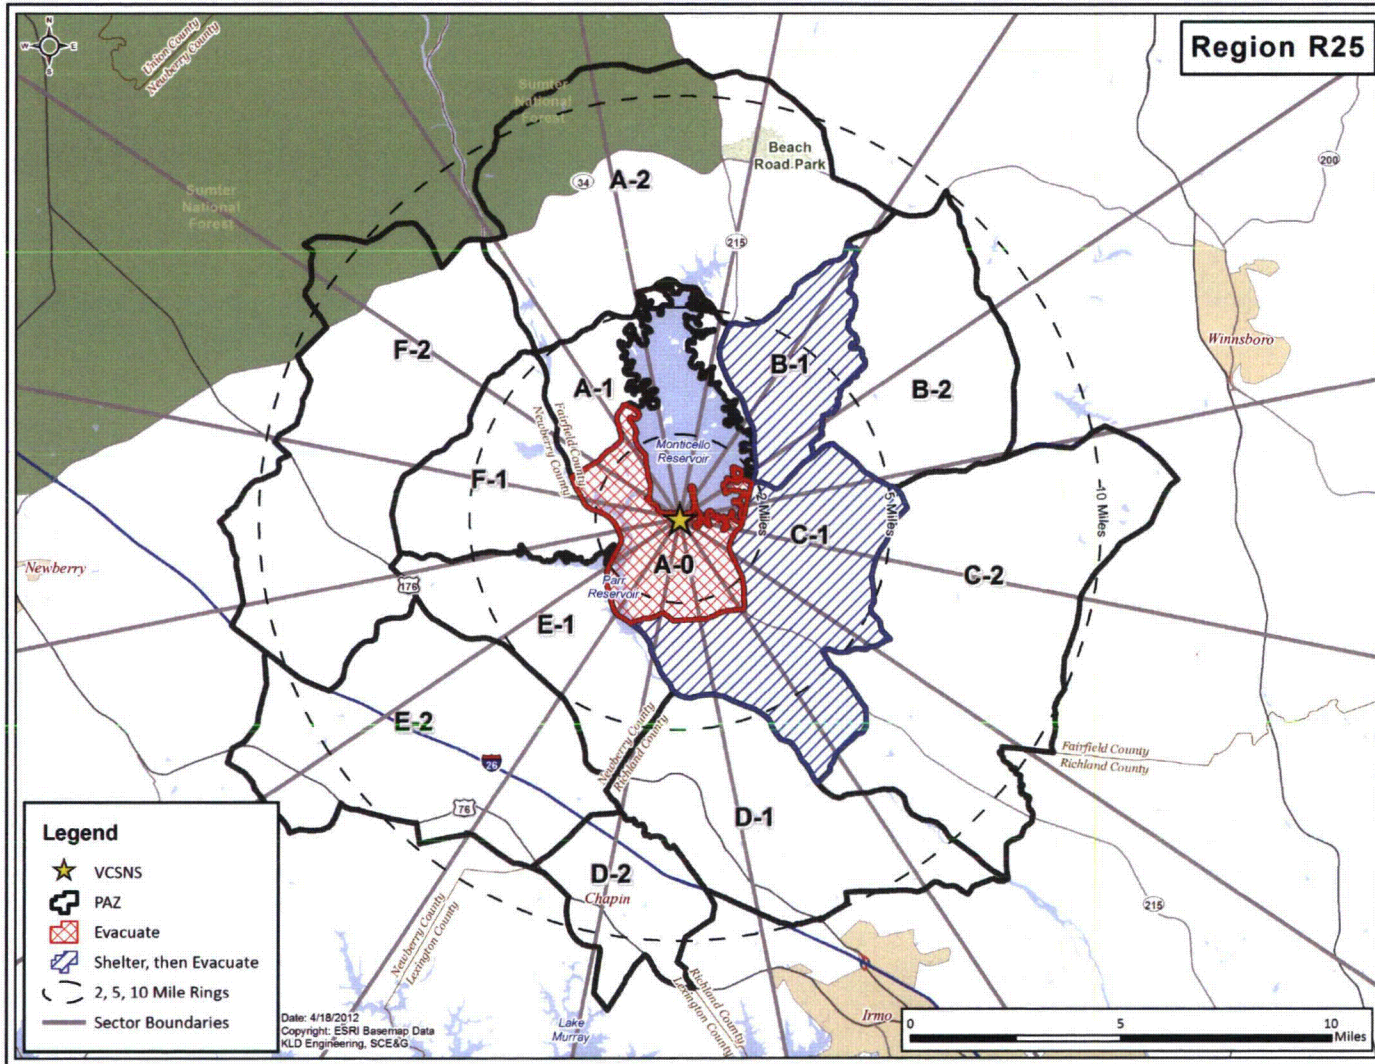 Region R25
N
W
E
S
Union County
Newberry County
Sumter
National
Forest
Beach
Road Park
200
34
A-2
Sumter
National
Forest
215
Winnsboro
F-2
B-1
A-1
B-2
Fairfield County
Newberry County
Monticello
Reservoir
F-1
2 Miles
5 Miles
10 Miles
C-1
A-0
C-2
Newberry
176
Parr
Reservoir
E-1
E-2
Newberry County
Richland County
Fairfield County
Richland County
26
76
D-1
D-2
Chapin
215
Newberry County
Lexington County
Richland County
Lexington County
Irmo
Lake
Murray
Legend
VCSNS
PAZ
Evacuate
Shelter, then Evacuate
2, 5, 10 Mile Rings
Sector Boundaries
Date: 4/18/2012
Copyright: ESRI Basemap Data
KLD Engineering, SCE&G
0
5
10
Miles